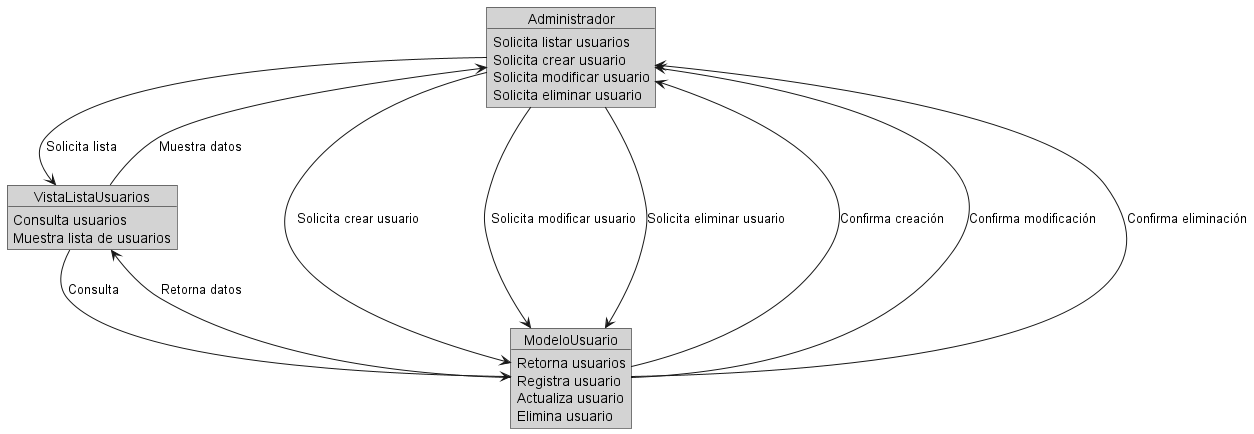 Administrador
Solicita listar usuarios
Solicita crear usuario
Solicita modificar usuario
Solicita eliminar usuario
Solicita lista
Muestra datos
VistaListaUsuarios
Consulta usuarios
Muestra lista de usuarios
Solicita crear usuario
Solicita modificar usuario
Solicita eliminar usuario
Confirma creación
Confirma modificación
Confirma eliminación
Consulta
Retorna datos
ModeloUsuario
Retorna usuarios
Registra usuario
Actualiza usuario
Elimina usuario